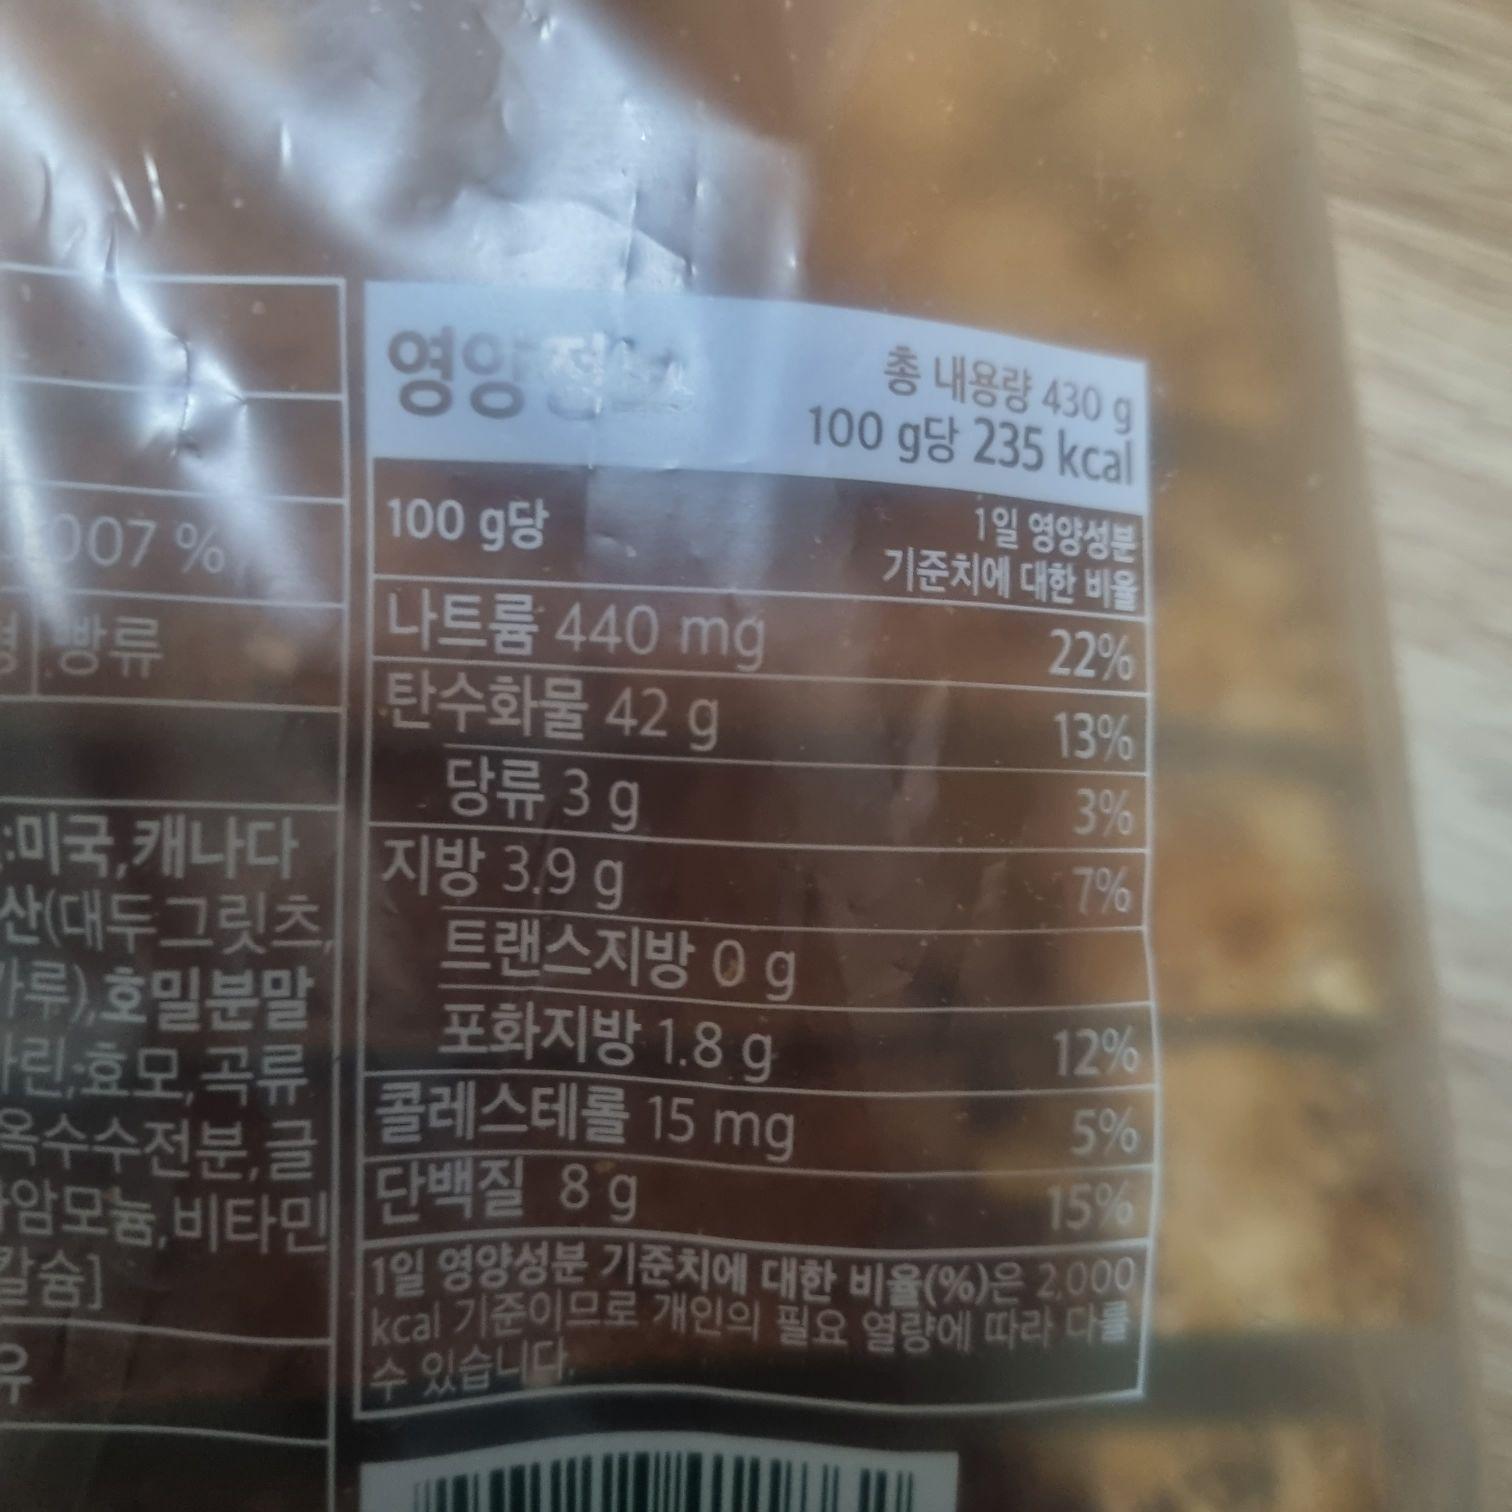 007 %
빵류
:미국,캐나다
산(대두그릿츠,
가루),호밀분말
가린,효모,곡류
옥수수전분,글
암모늄,비타민
칼슘]
우
영양정보
총 내용량 430 g
100 g당 235 kcal
100 g당
1일 영양성분
기준치에 대한 비율
나트륨 440 mg 22%
탄수화물 42 g 13%
당류 3 g 3%
지방 3.9 g 7%
트랜스지방 0 g
포화지방 1.8 g 12%
콜레스테롤 15 mg 5%
단백질 8 g 15%
1일 영양성분 기준치에 대한 비율(%)은 2,000
kcal 기준이므로 개인의 필요 열량에 따라 다를
수 있습니다.